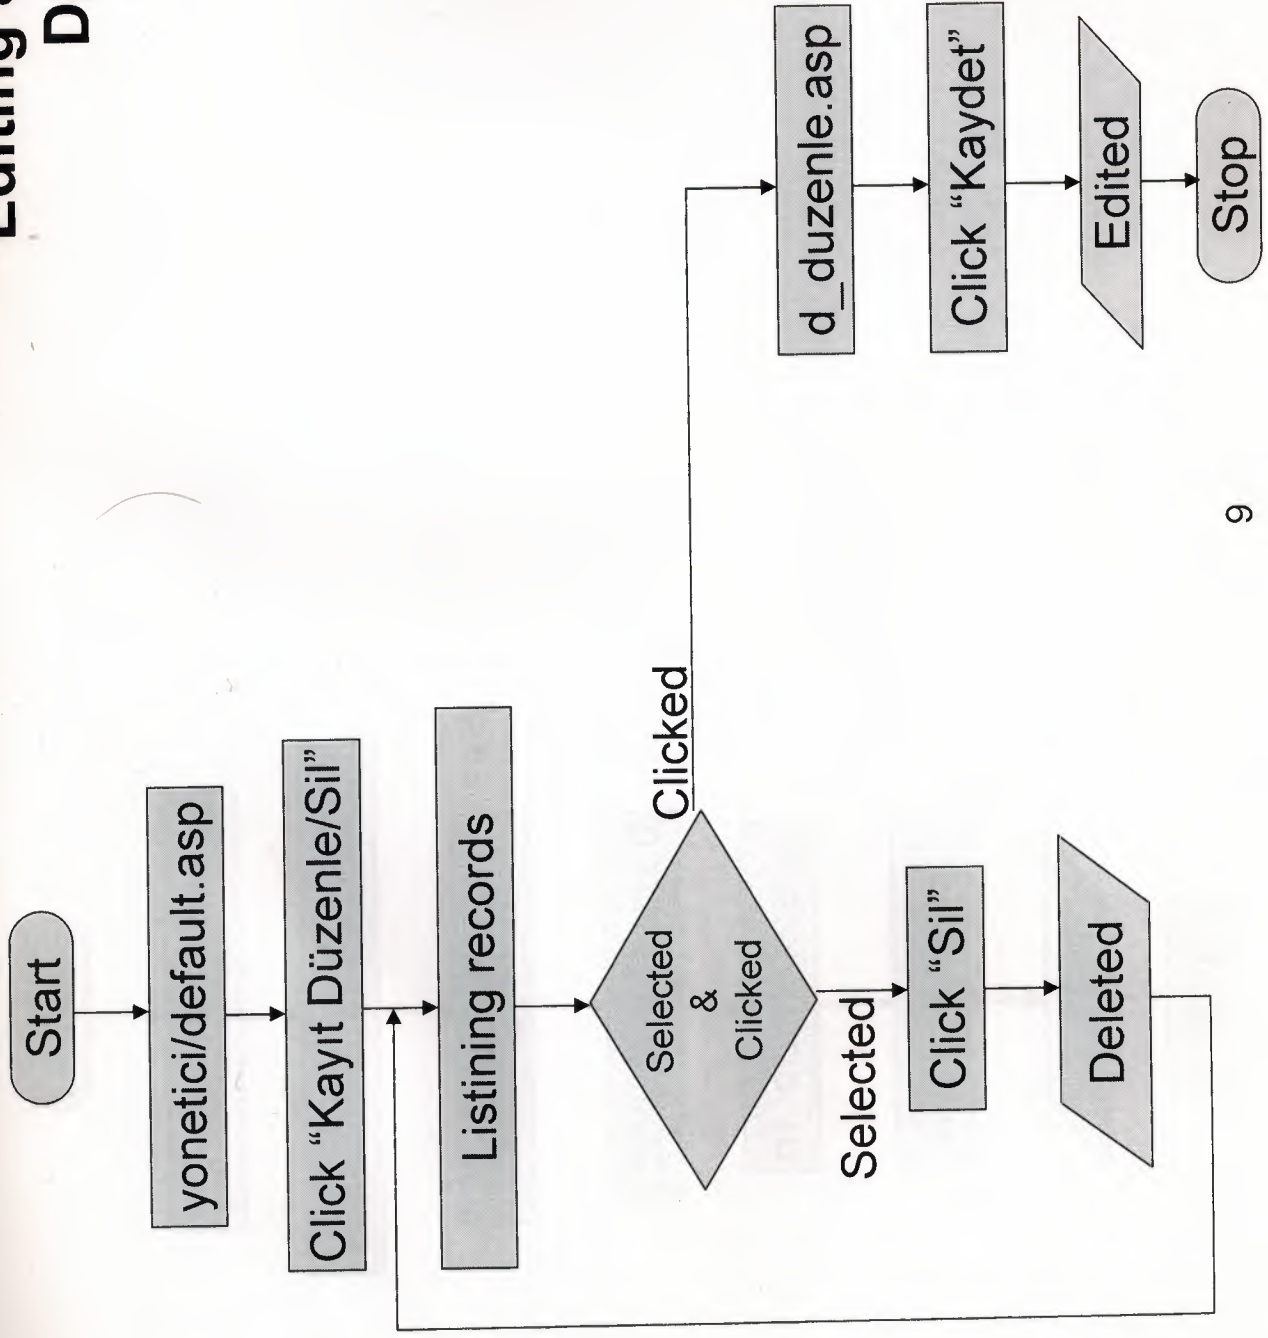 Editing
D
Start
yonetici/default.asp
Click “Kayıt Düzenle/Sil”
Listining records
Selected
&
Clicked
Clicked
d_duzenle.asp
Click “Kaydet”
Edited
Stop
Selected
Click “Sil”
Deleted
9